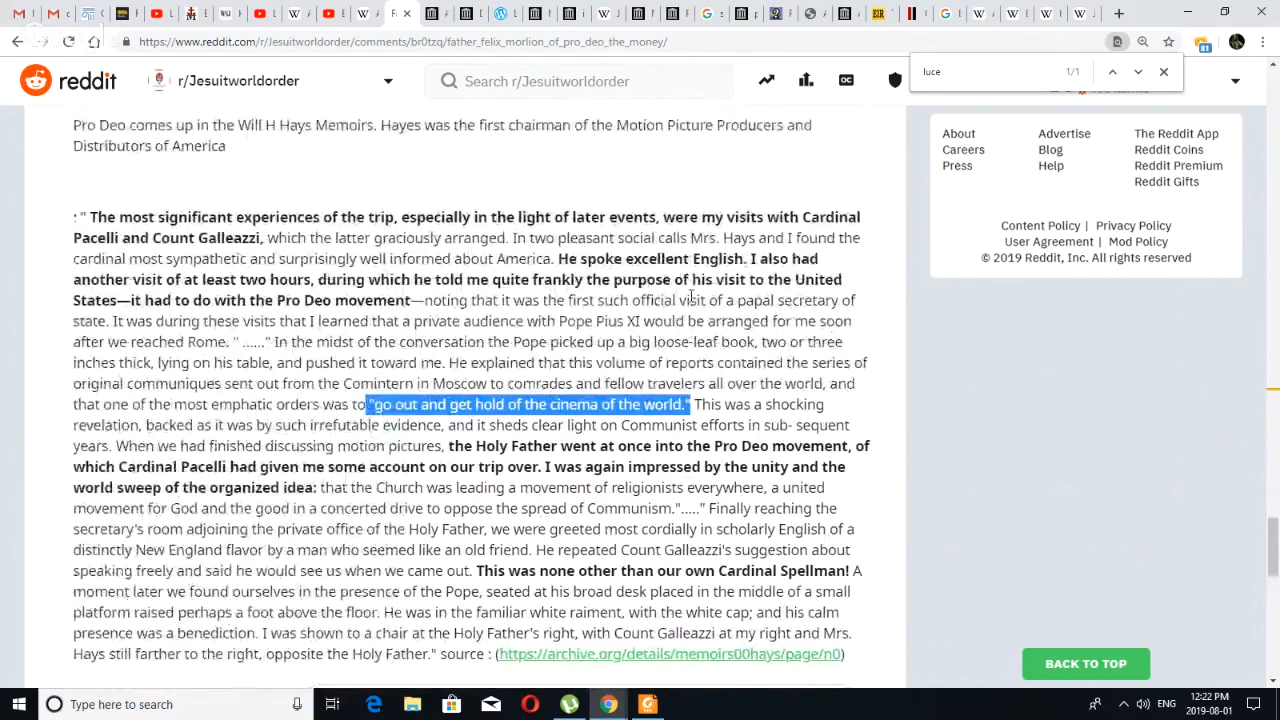 https://www.reddit.com/r/Jesuitworldorder/comments/br0tzq/father_felix_morlion_of_pro_deo_the_money/
81
luce
1/1
reddit
r/Jesuitworldorder
Search r/Jesuitworldorder
Pro Deo comes up in the Will H Hays Memoirs. Hayes was the first chairman of the Motion Picture Producers and
Distributors of America
: " The most significant experiences of the trip, especially in the light of later events, were my visits with Cardinal
Pacelli and Count Galleazzi, which the latter graciously arranged. In two pleasant social calls Mrs. Hays and I found the
cardinal most sympathetic and surprisingly well informed about America. He spoke excellent English. I also had
another visit of at least two hours, during which he told me quite frankly the purpose of his visit to the United
States—it had to do with the Pro Deo movement—noting that it was the first such official visit of a papal secretary of
state. It was during these visits that I learned that a private audience with Pope Pius XI would be arranged for me soon
after we reached Rome. " ......" In the midst of the conversation the Pope picked up a big loose-leaf book, two or three
inches thick, lying on his table, and pushed it toward me. He explained that this volume of reports contained the series of
original communiques sent out from the Comintern in Moscow to comrades and fellow travelers all over the world, and
that one of the most emphatic orders was to "go out and get hold of the cinema of the world." This was a shocking
revelation, backed as it was by such irrefutable evidence, and it sheds clear light on Communist efforts in sub- sequent
years. When we had finished discussing motion pictures, the Holy Father went at once into the Pro Deo movement, of
which Cardinal Pacelli had given me some account on our trip over. I was again impressed by the unity and the
world sweep of the organized idea: that the Church was leading a movement of religionists everywhere, a united
movement for God and the good in a concerted drive to oppose the spread of Communism."....." Finally reaching the
secretary's room adjoining the private office of the Holy Father, we were greeted most cordially in scholarly English of a
distinctly New England flavor by a man who seemed like an old friend. He repeated Count Galleazzi's suggestion about
speaking freely and said he would see us when we came out. This was none other than our own Cardinal Spellman! A
moment later we found ourselves in the presence of the Pope, seated at his broad desk placed in the middle of a small
platform raised perhaps a foot above the floor. He was in the familiar white raiment, with the white cap; and his calm
presence was a benediction. I was shown to a chair at the Holy Father's right, with Count Galleazzi at my right and Mrs.
Hays still farther to the right, opposite the Holy Father." source : (https://archive.org/details/memoirs00hays/page/n0)
About Advertise The Reddit App
Careers Blog Reddit Coins
Press Help Reddit Premium
Reddit Gifts
Content Policy | Privacy Policy
User Agreement | Mod Policy
© 2019 Reddit, Inc. All rights reserved
BACK TO TOP
Type here to search
ENG
12:22 PM
2019-08-01